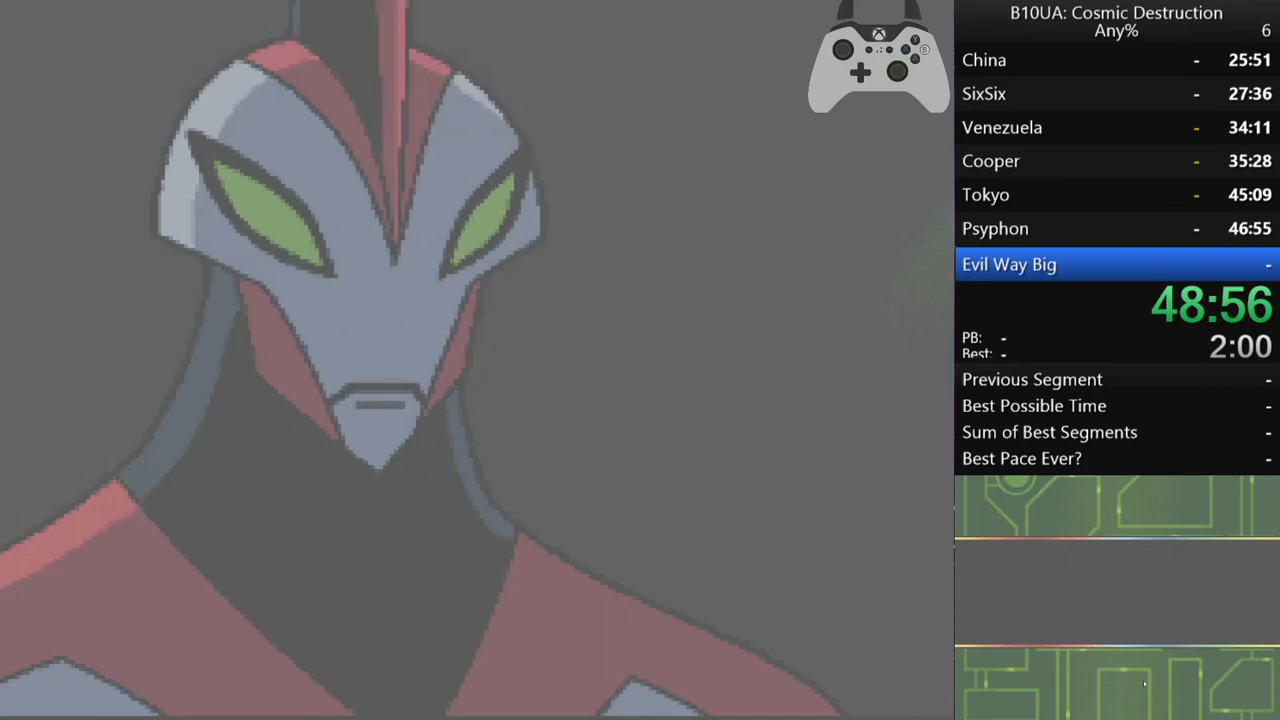 B10UA: Cosmic Destruction
Any% 6
China - 25:51
SixSix - 27:36
Venezuela - 34:11
Cooper - 35:28
Tokyo - 45:09
Psyphon - 46:55
Evil Way Big -
48:56
PB: - 2:00
Best: -
Previous Segment -
Best Possible Time -
Sum of Best Segments -
Best Pace Ever? -